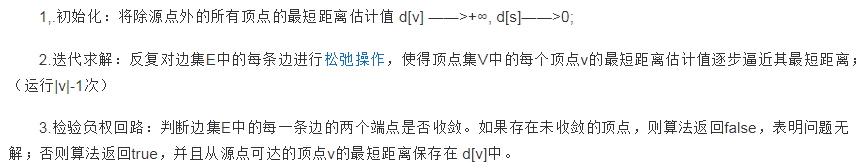 1,.初始化：将除源点外的所有顶点的最短距离估计值 d[v] ——>+∞, d[s]——>0;
2.迭代求解：反复对边集E中的每条边进行松弛操作，使得顶点集V中的每个顶点v的最短距离估计值逐步逼近其最短距离；
（运行|v|-1次）
3.检验负权回路：判断边集E中的每一条边的两个端点是否收敛。如果存在未收敛的顶点，则算法返回false，表明问题无
解；否则算法返回true，并且从源点可达的顶点v的最短距离保存在 d[v]中。